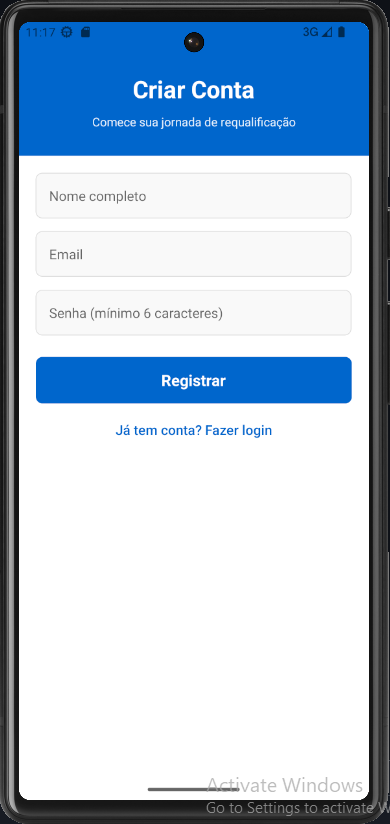 11:17 3G
Criar Conta
Comece sua jornada de requalificação
Nome completo
Email
Senha (mínimo 6 caracteres)
Registrar
Já tem conta? Fazer login
Activate Windows
Go to Settings to activate W